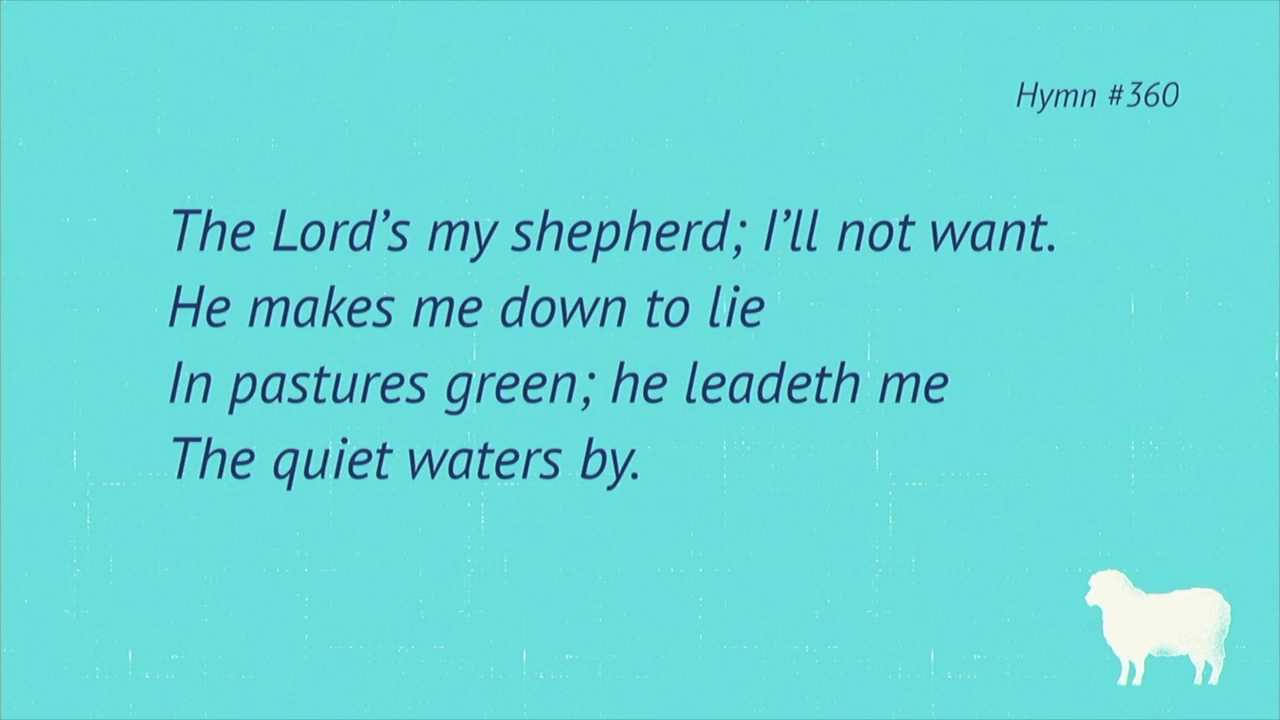 Hymn #360
The Lord’s my shepherd; I’ll not want.
He makes me down to lie
In pastures green; he leadeth me
The quiet waters by.